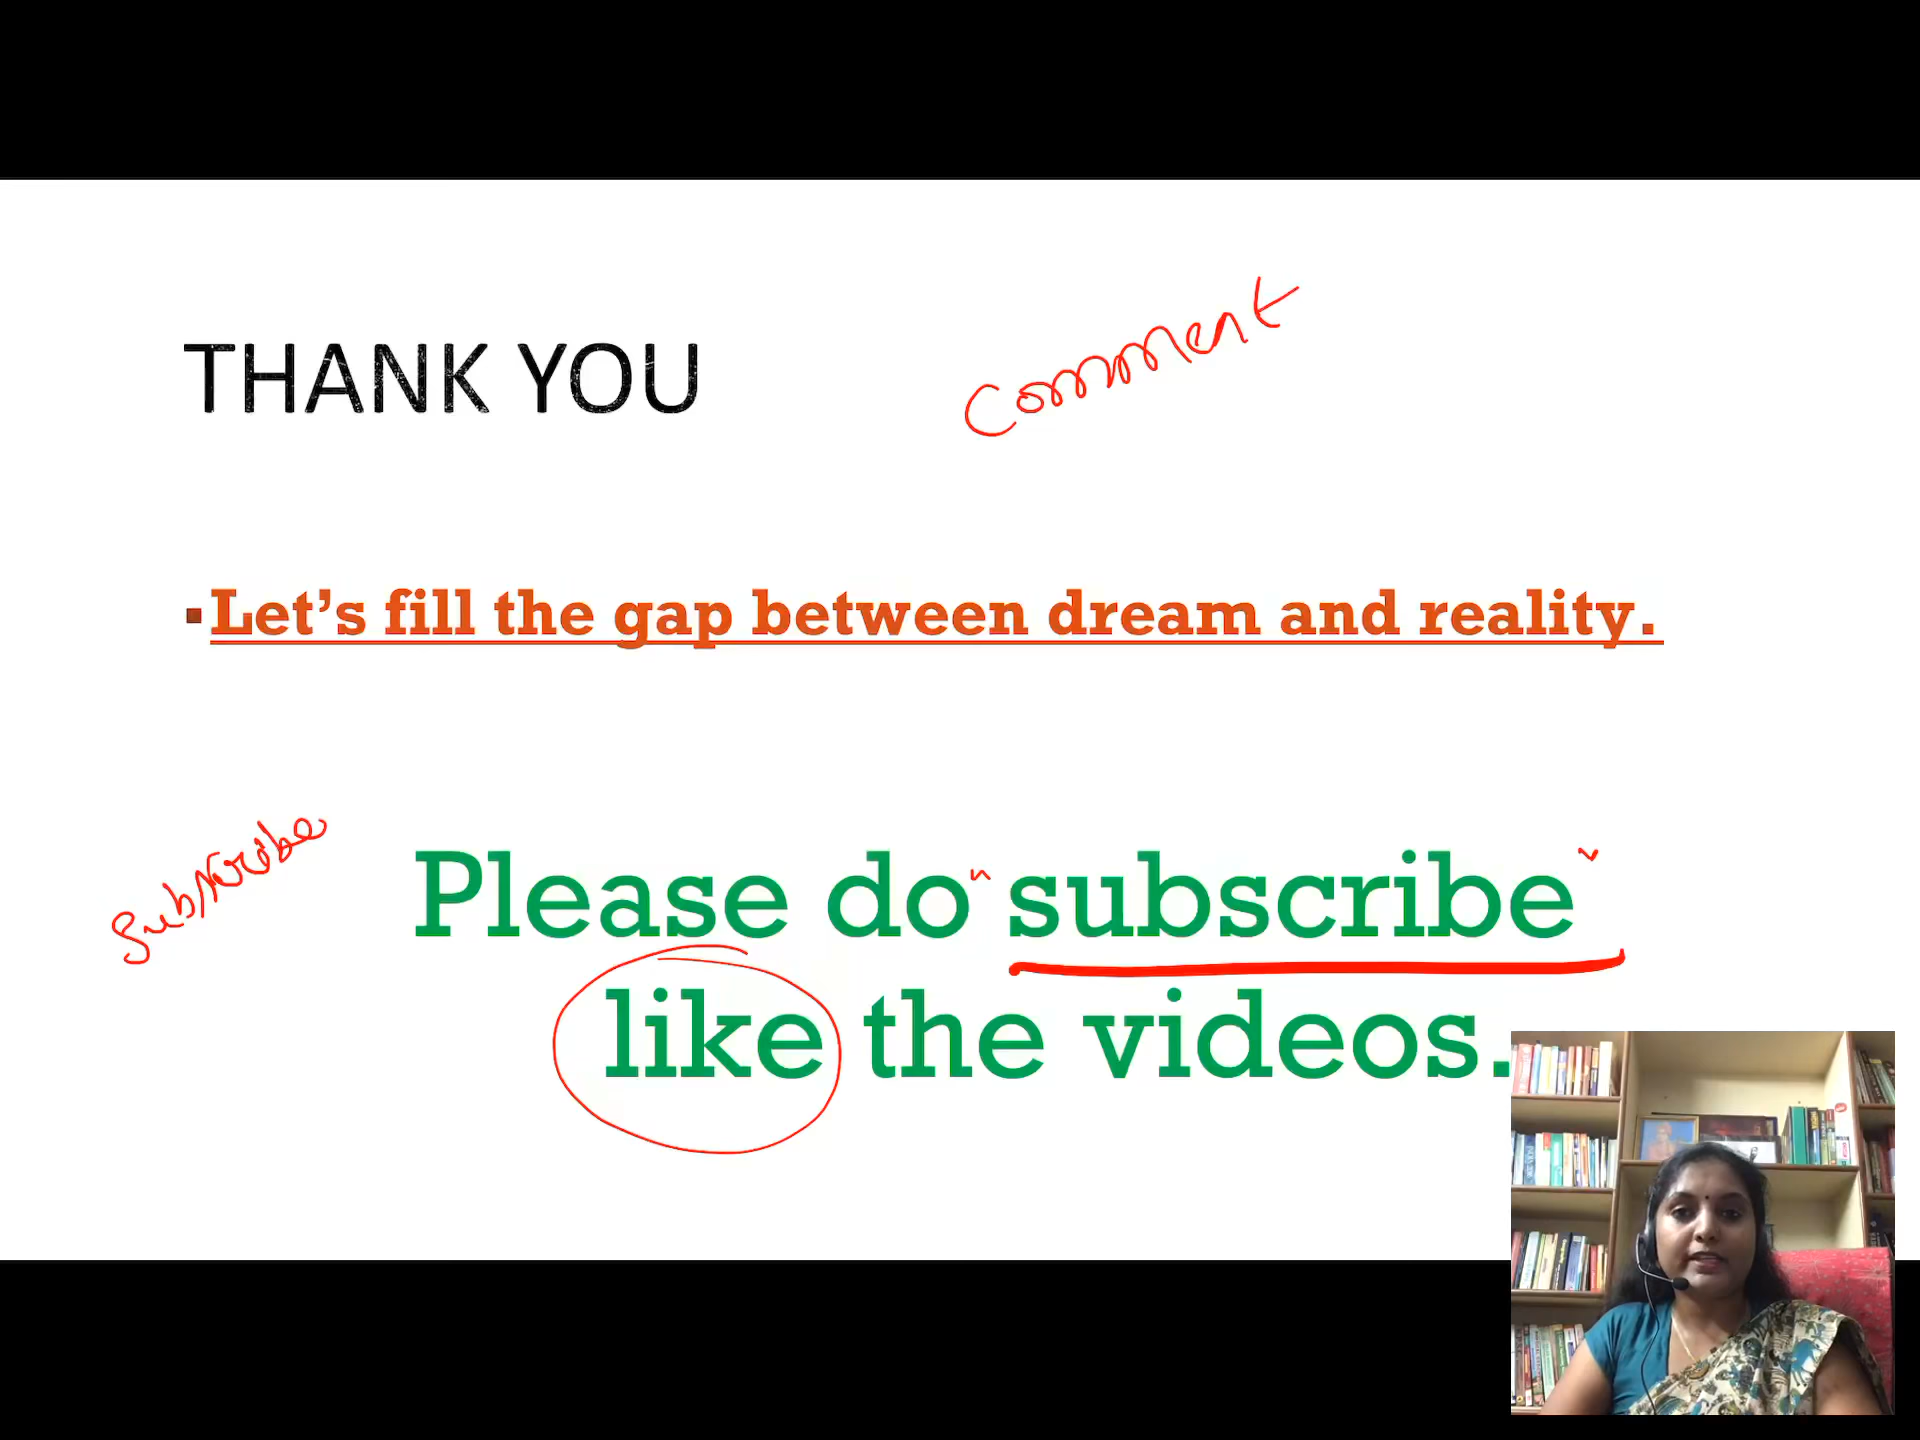 THANK YOU
Comment
▪Let’s fill the gap between dream and reality.
Subscribe
Please do subscribe
like the videos.